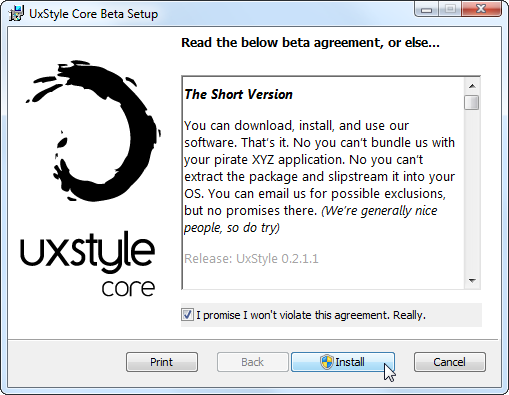 UxStyle Core Beta Setup
Read the below beta agreement, or else...
The Short Version
You can download, install, and use our
software. That's it. No you can't bundle us with
your pirate XYZ application. No you can't
extract the package and slipstream it into your
OS. You can email us for possible exclusions,
but no promises there. (We're generally nice
people, so do try)
Release: UxStyle 0.2.1.1
uxstyle
core
I promise I won't violate this agreement. Really.
Print
Back
Install
Cancel